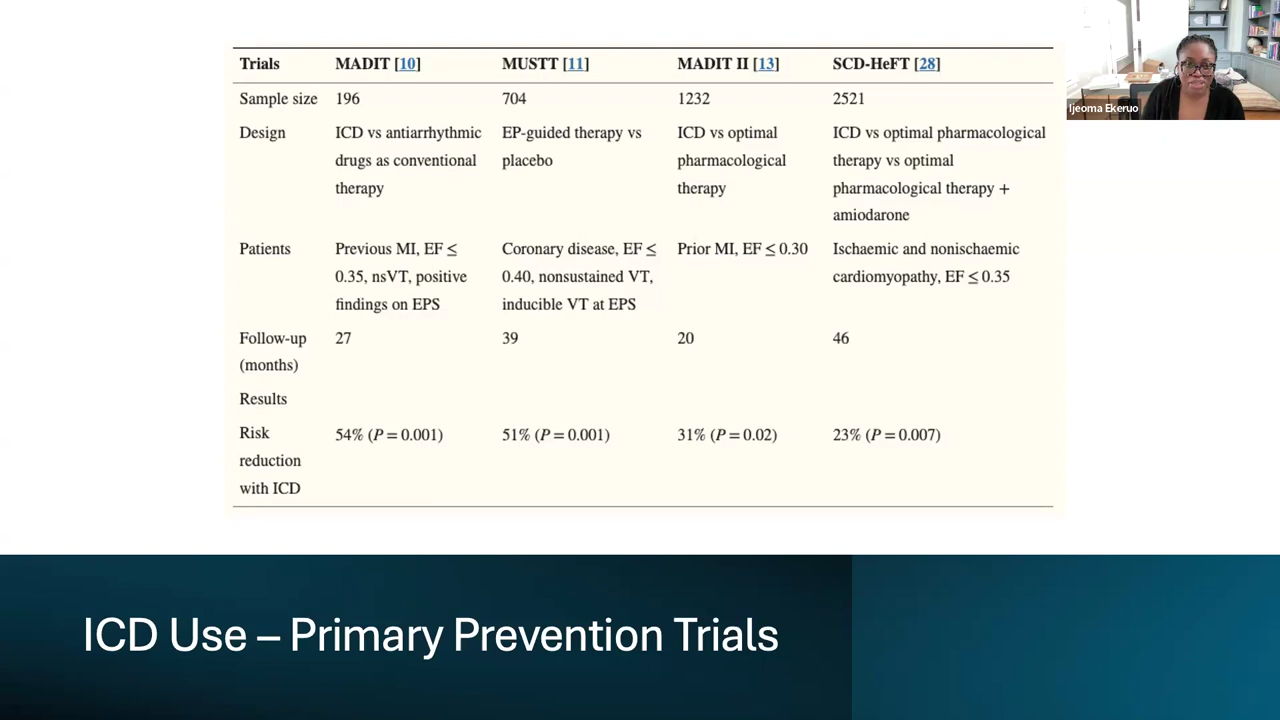 Trials MADIT [10] MUSTT [11] MADIT II [13] SCD-HeFT [28]
Sample size 196 704 1232 2521
Design ICD vs antiarrhythmic EP-guided therapy vs ICD vs optimal ICD vs optimal pharmacological
drugs as conventional placebo pharmacological therapy vs optimal
therapy therapy pharmacological therapy +
amiodarone
Patients Previous MI, EF ≤ Coronary disease, EF ≤ Prior MI, EF ≤ 0.30 Ischaemic and nonischaemic
0.35, nsVT, positive 0.40, nonsustained VT, cardiomyopathy, EF ≤ 0.35
findings on EPS inducible VT at EPS
Follow-up 27 39 20 46
(months)
Results
Risk 54% (P = 0.001) 51% (P = 0.001) 31% (P = 0.02) 23% (P = 0.007)
reduction
with ICD
Ijeoma Ekeruo
ICD Use – Primary Prevention Trials